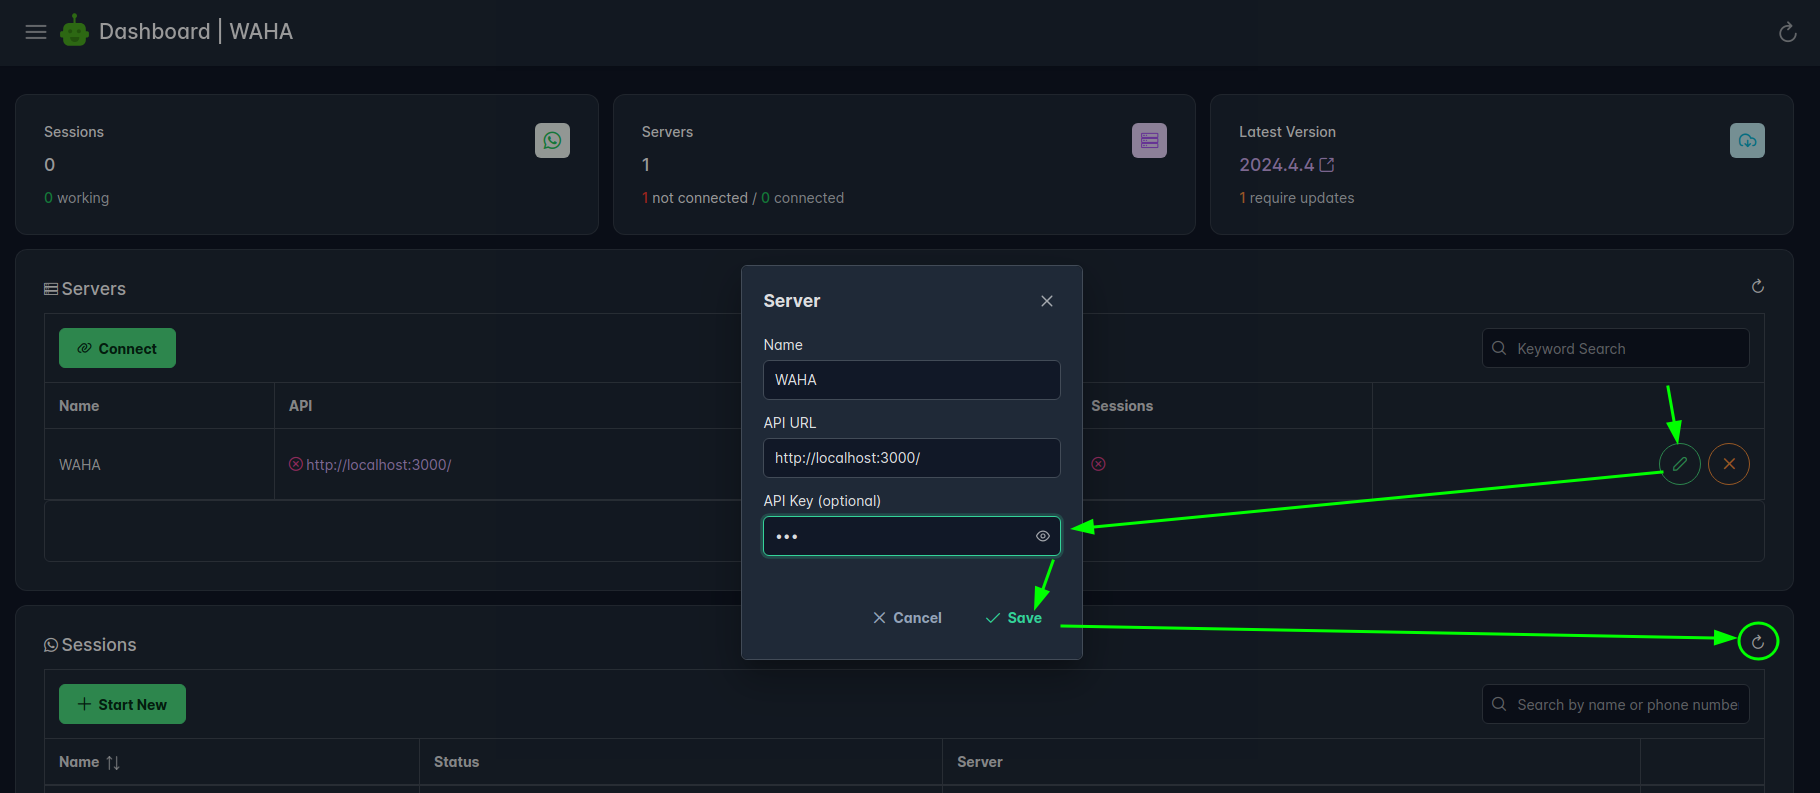 Dashboard | WAHA
Sessions
0
0 working
Servers
1
1 not connected / 0 connected
Latest Version
2024.4.4
1 require updates
Servers
Connect
Keyword Search
Name
API
Sessions
WAHA
http://localhost:3000/
Server
Name
WAHA
API URL
http://localhost:3000/
API Key (optional)
•••
Cancel
Save
Sessions
Start New
Search by name or phone numbe
Name
Status
Server